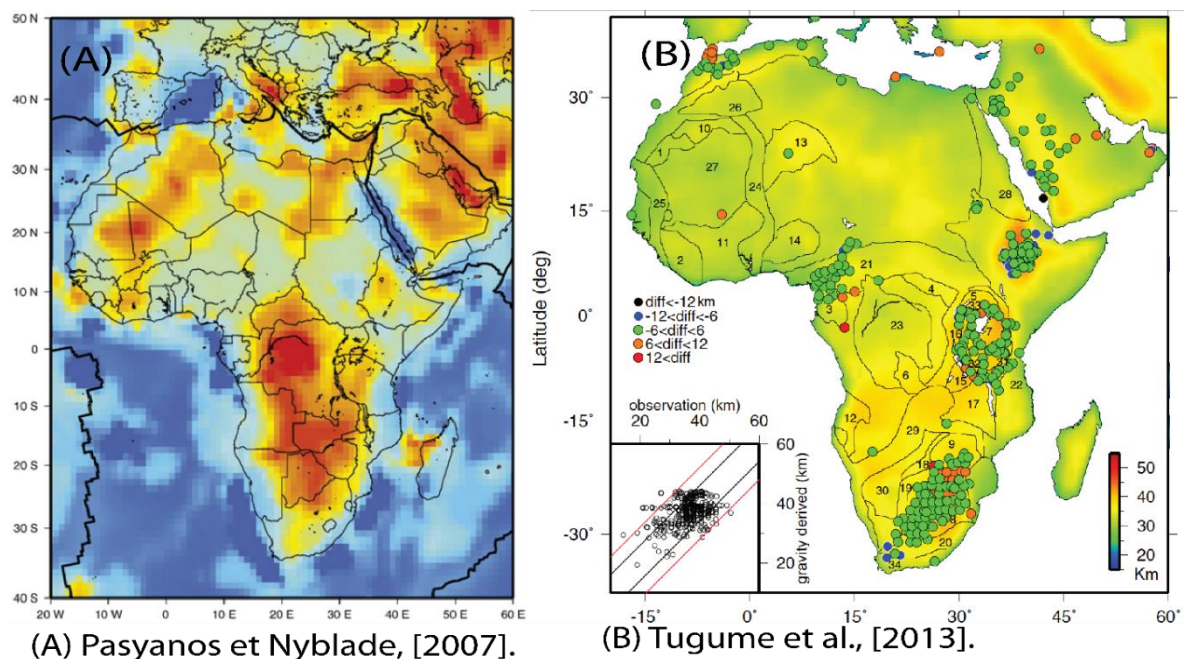 (A)
50 N
40 N
30 N
20 N
10 N
0
10 S
20 S
30 S
40 S
20 W
10 W
0
10 E
20 E
30 E
40 E
50 E
60 E
(A) Pasyanos et Nyblade, [2007].
(B)
Latitude (deg)
30°
15°
0°
-15°
-30°
-15°
0°
15°
30°
45°
60°
26
10
1
13
27
24
25
28
11
14
2
21
4
5
33
3
23
7
6
15
22
17
12
29
9
18
30
19
8
20
34
diff<-12 km
-12<diff<-6
-6<diff<6
6<diff<12
12<diff
observation (km)
20 40 60
60
40
20
gravity derived (km)
50
40
30
20
Km
(B) Tugume et al., [2013].